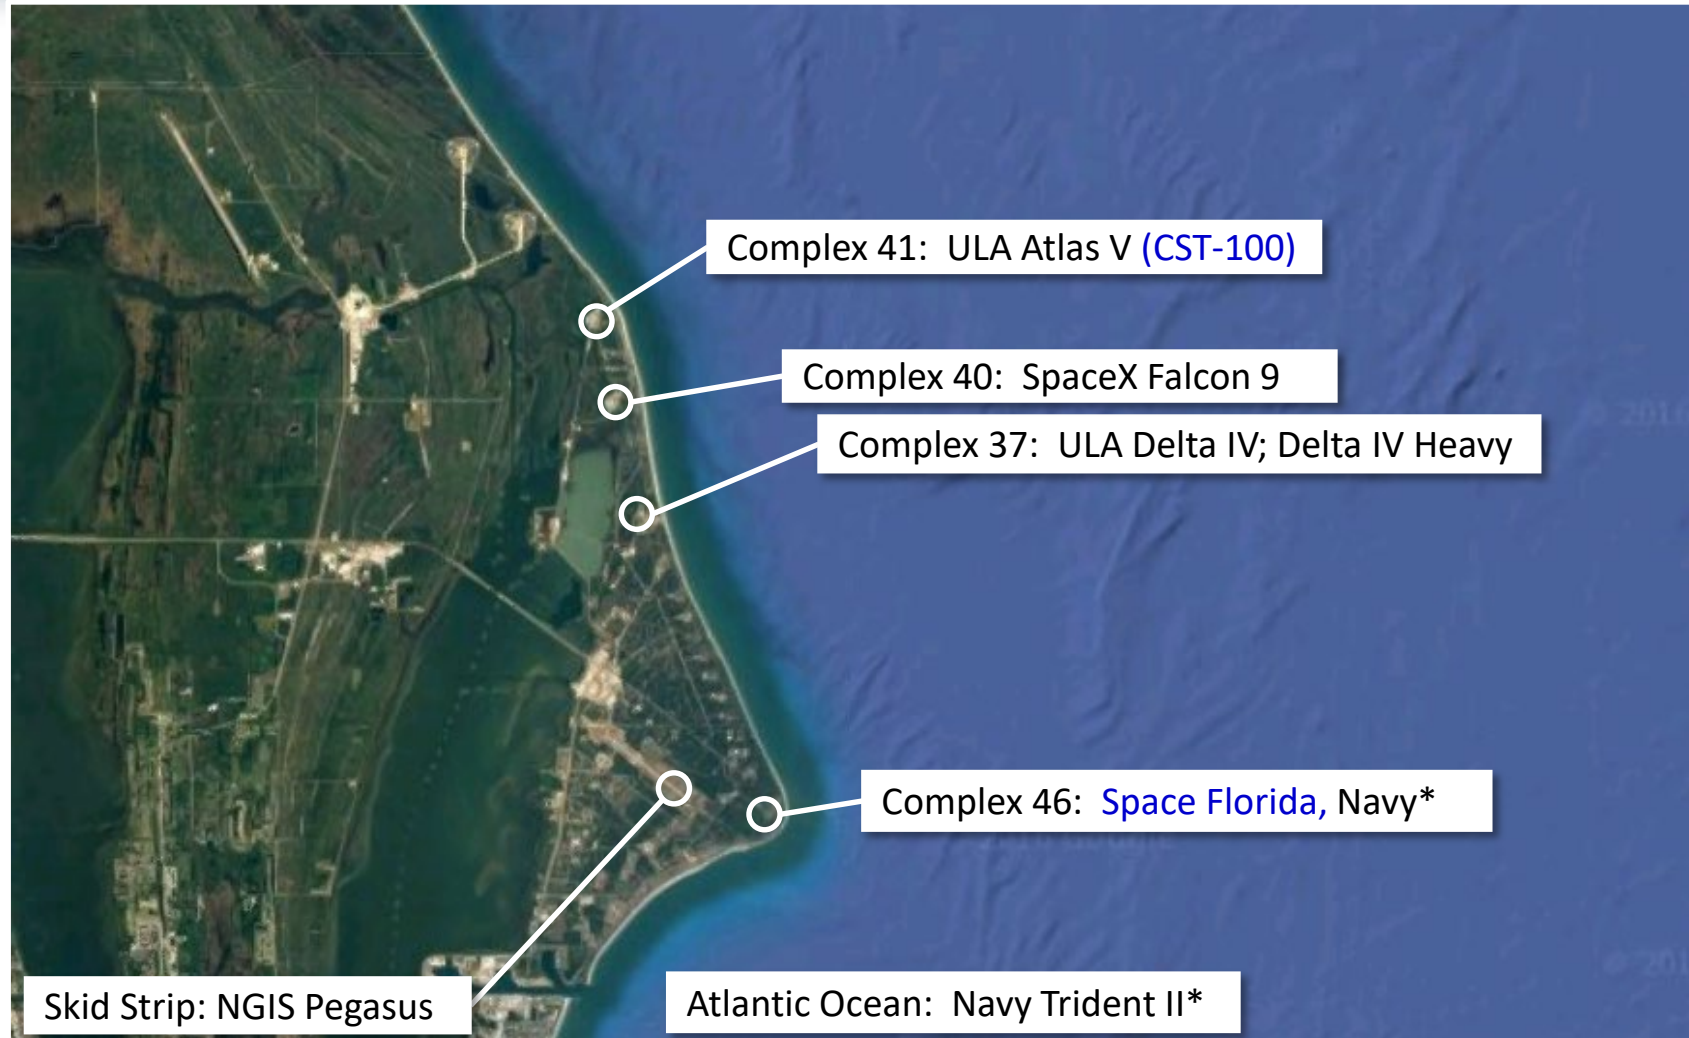 Complex 41: ULA Atlas V (CST-100)
Complex 40: SpaceX Falcon 9
Complex 37: ULA Delta IV; Delta IV Heavy
Complex 46: Space Florida, Navy*
Skid Strip: NGIS Pegasus
Atlantic Ocean: Navy Trident II*